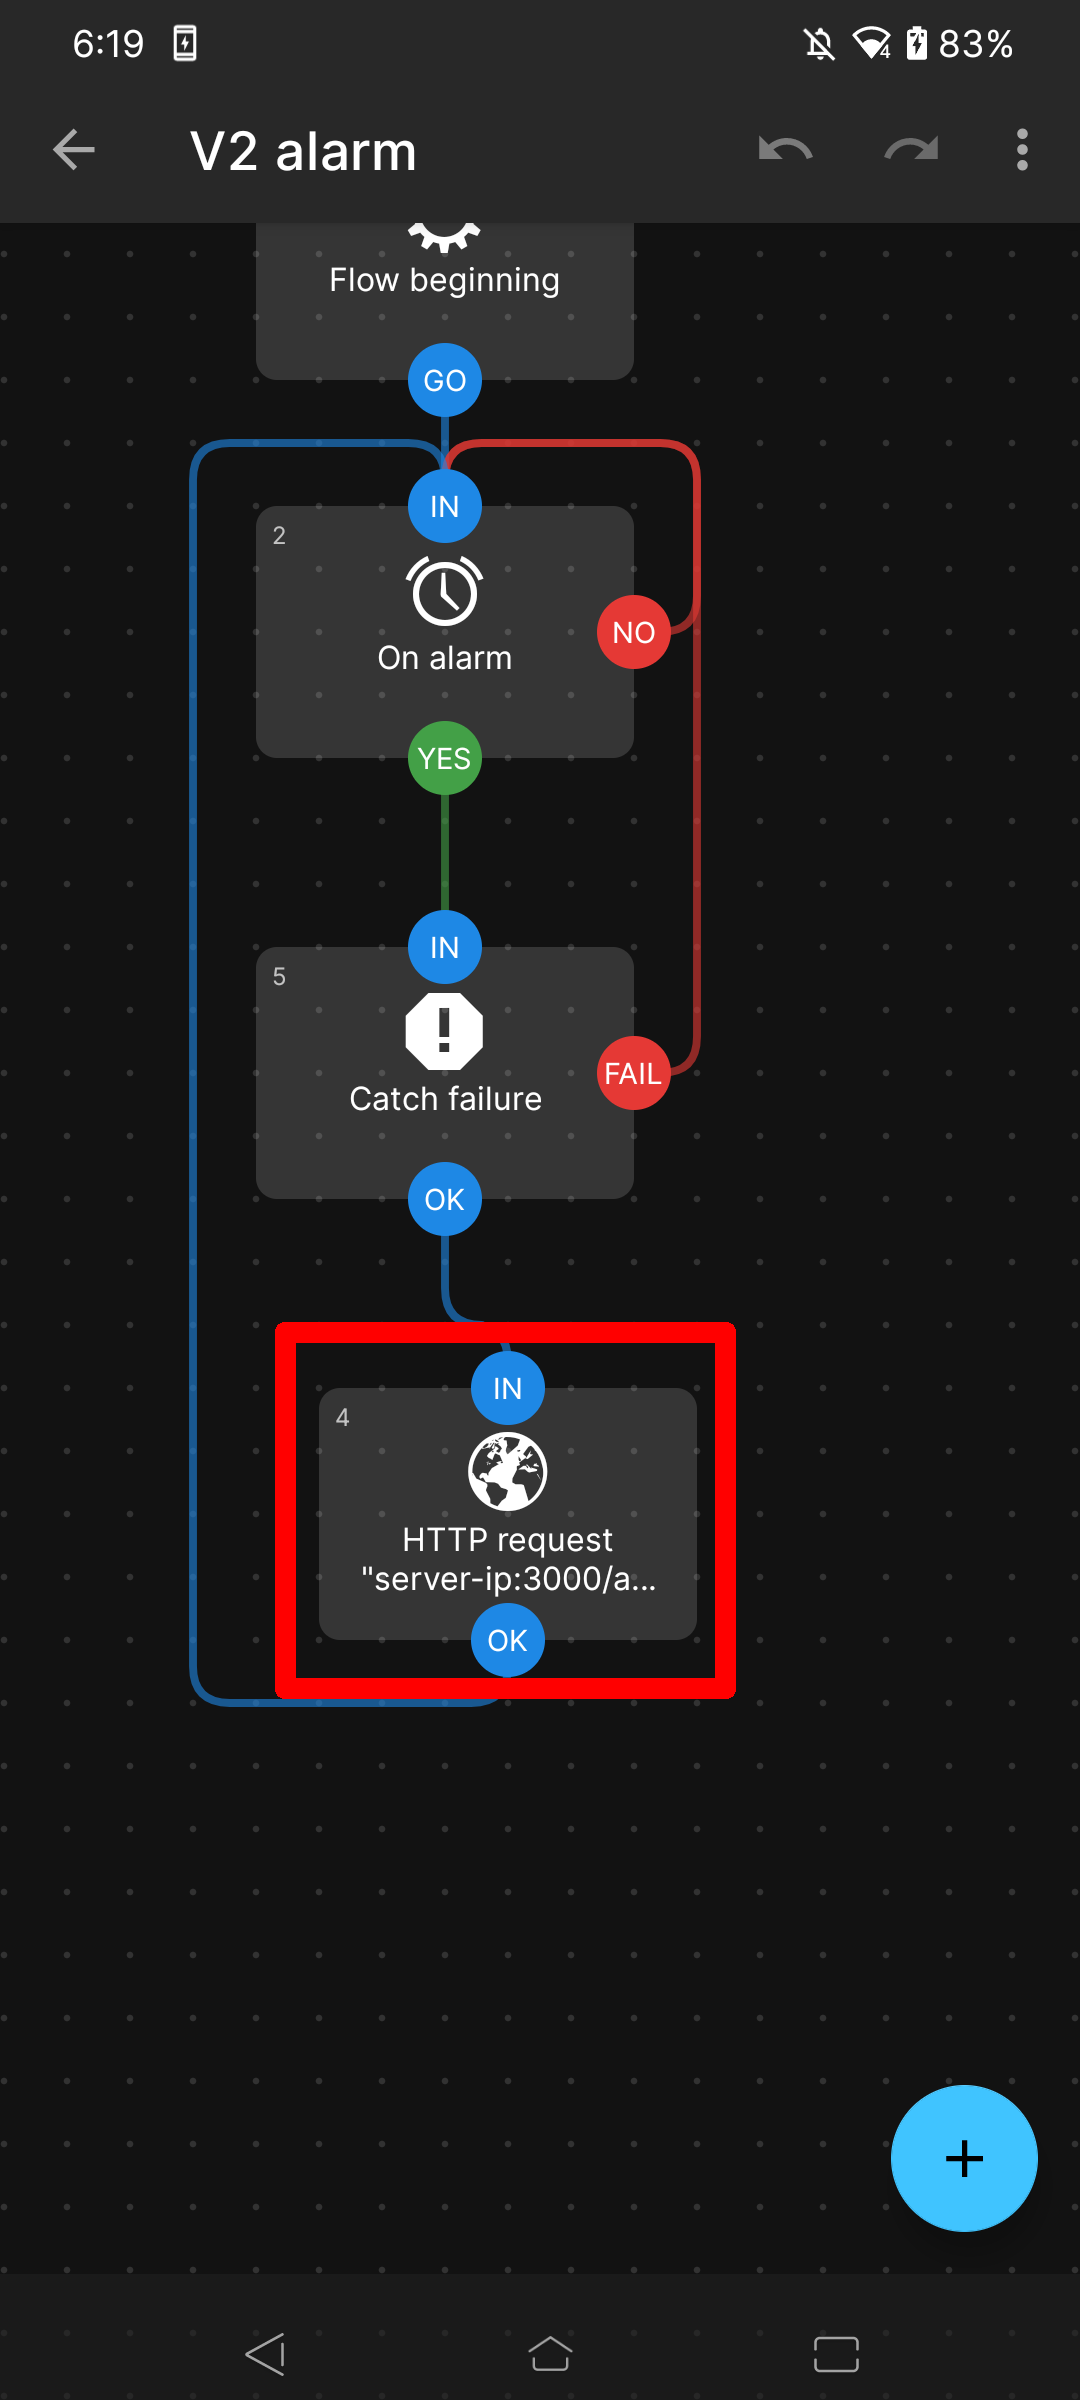 6:19
83%
V2 alarm
Flow beginning
GO
IN
2
On alarm
NO
YES
IN
5
Catch failure
FAIL
OK
IN
4
HTTP request
"server-ip:3000/a...
OK
+